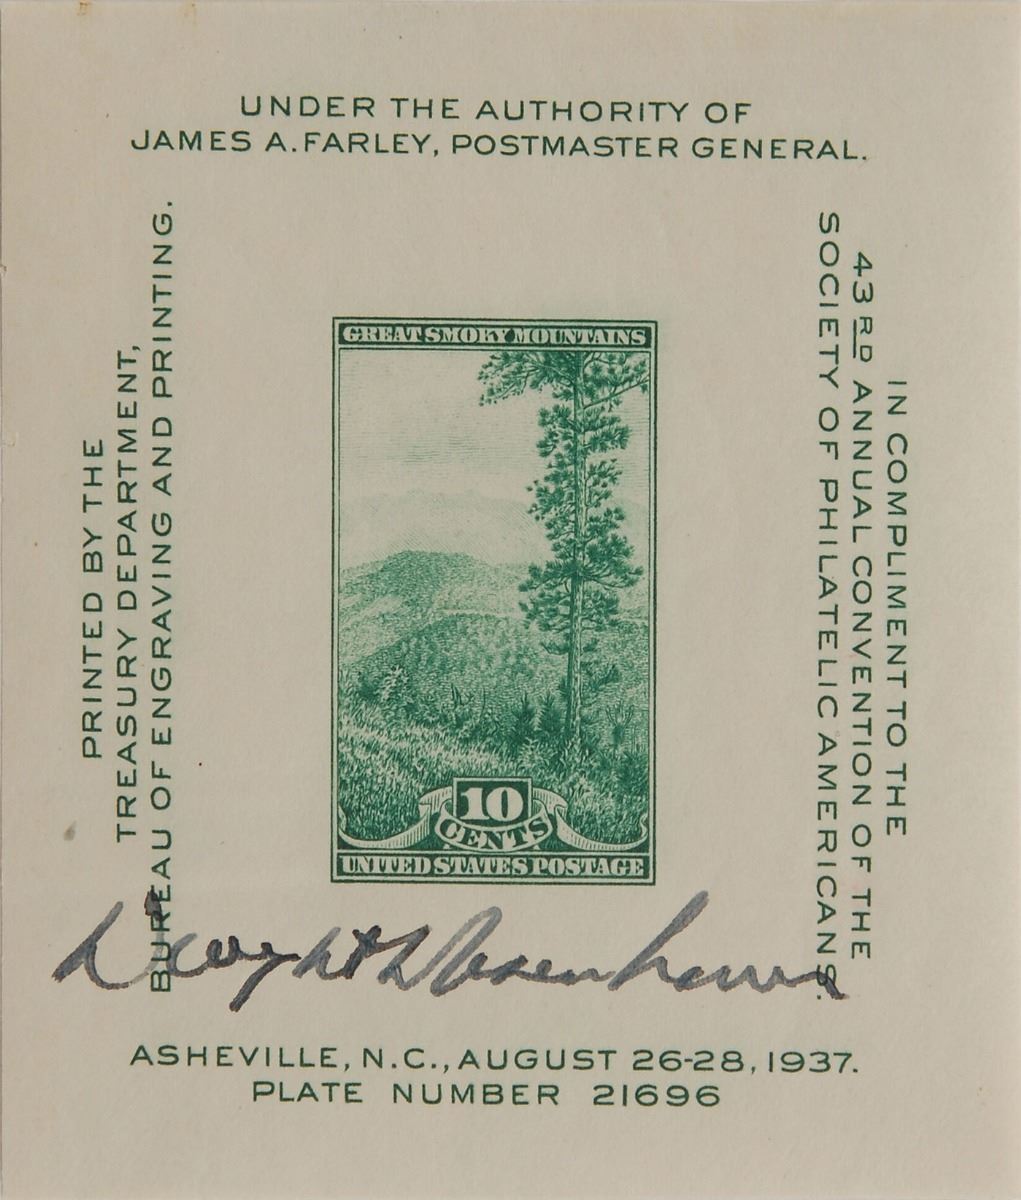 UNDER THE AUTHORITY OF
JAMES A. FARLEY, POSTMASTER GENERAL.
PRINTED BY THE
TREASURY DEPARTMENT,
BUREAU OF ENGRAVING AND PRINTING.
GREAT SMOKY MOUNTAINS
10
CENTS
UNITED STATES POSTAGE
IN COMPLIMENT TO THE
43RD ANNUAL CONVENTION OF THE
SOCIETY OF PHILATELIC AMERICANS.
Dwight D Eisenhower
ASHEVILLE, N.C., AUGUST 26-28, 1937.
PLATE NUMBER 21696